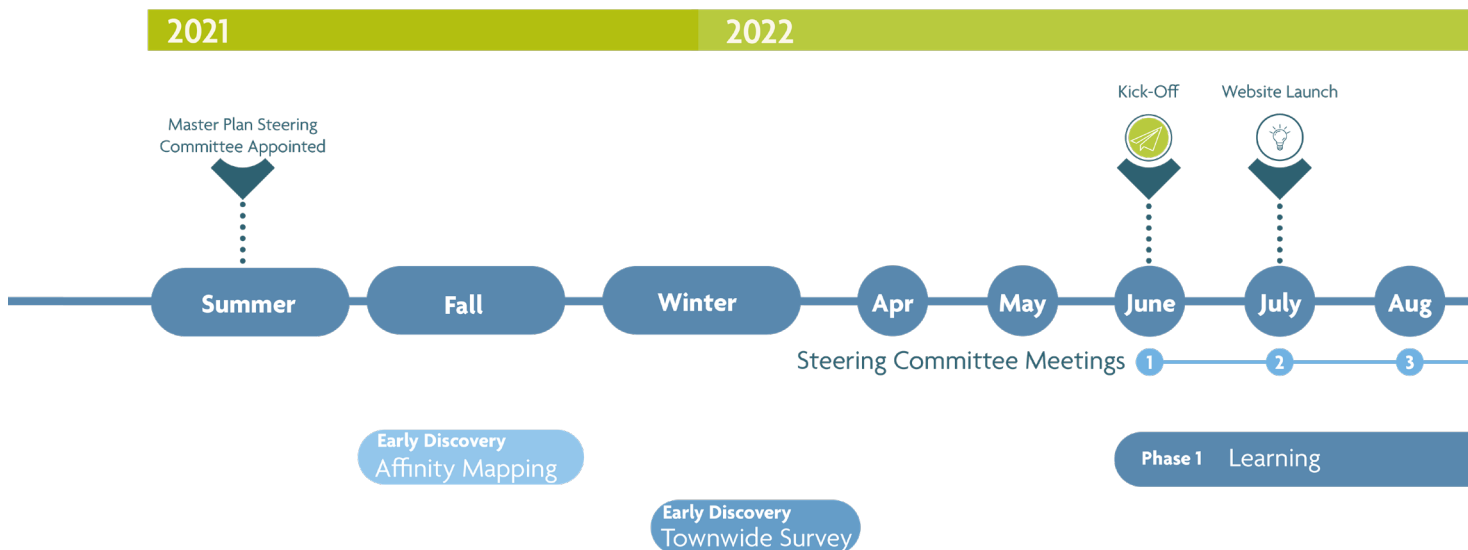 2021
2022
Kick-Off
Website Launch
Master Plan Steering
Committee Appointed
Summer
Fall
Winter
Apr
May
June
July
Aug
Steering Committee Meetings
1
2
3
Early Discovery
Affinity Mapping
Phase 1 Learning
Early Discovery
Townwide Survey